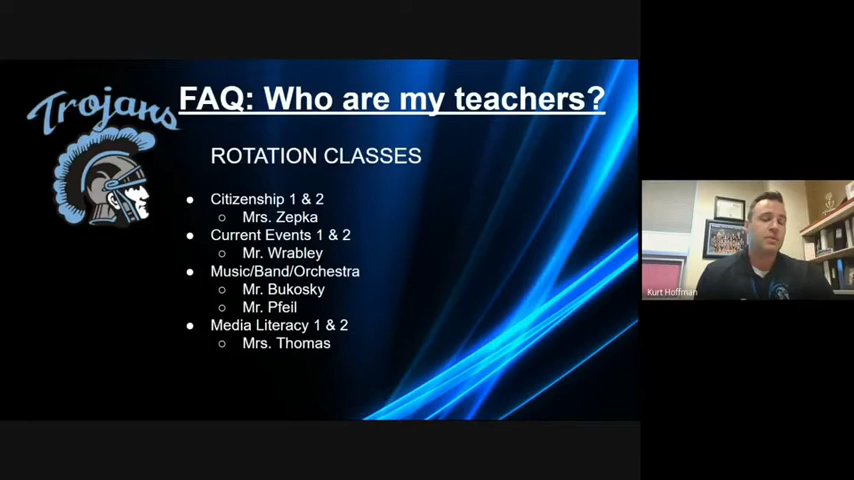 Trojans
FAQ: Who are my teachers?
ROTATION CLASSES
● Citizenship 1 & 2
○ Mrs. Zepka
● Current Events 1 & 2
○ Mr. Wrabley
● Music/Band/Orchestra
○ Mr. Bukosky
○ Mr. Pfeil
● Media Literacy 1 & 2
○ Mrs. Thomas
Kurt Hoffman